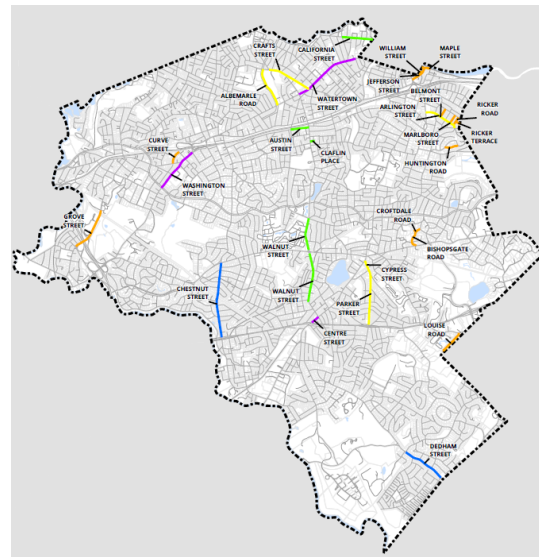 CRAFTS
STREET
CALIFORNIA
STREET
WILLIAM
STREET
MAPLE
STREET
JEFFERSON
STREET
ALBEMARLE
ROAD
WATERTOWN
STREET
BELMONT
STREET
ARLINGTON
STREET
RICKER
ROAD
MARLBORO
STREET
RICKER
TERRACE
CURVE
STREET
AUSTIN
STREET
CLAFLIN
PLACE
HUNTINGTON
ROAD
WASHINGTON
STREET
GROVE
STREET
CROFTDALE
ROAD
WALNUT
STREET
BISHOPSGATE
ROAD
CYPRESS
STREET
CHESTNUT
STREET
WALNUT
STREET
PARKER
STREET
CENTRE
STREET
LOUISE
ROAD
DEDHAM
STREET